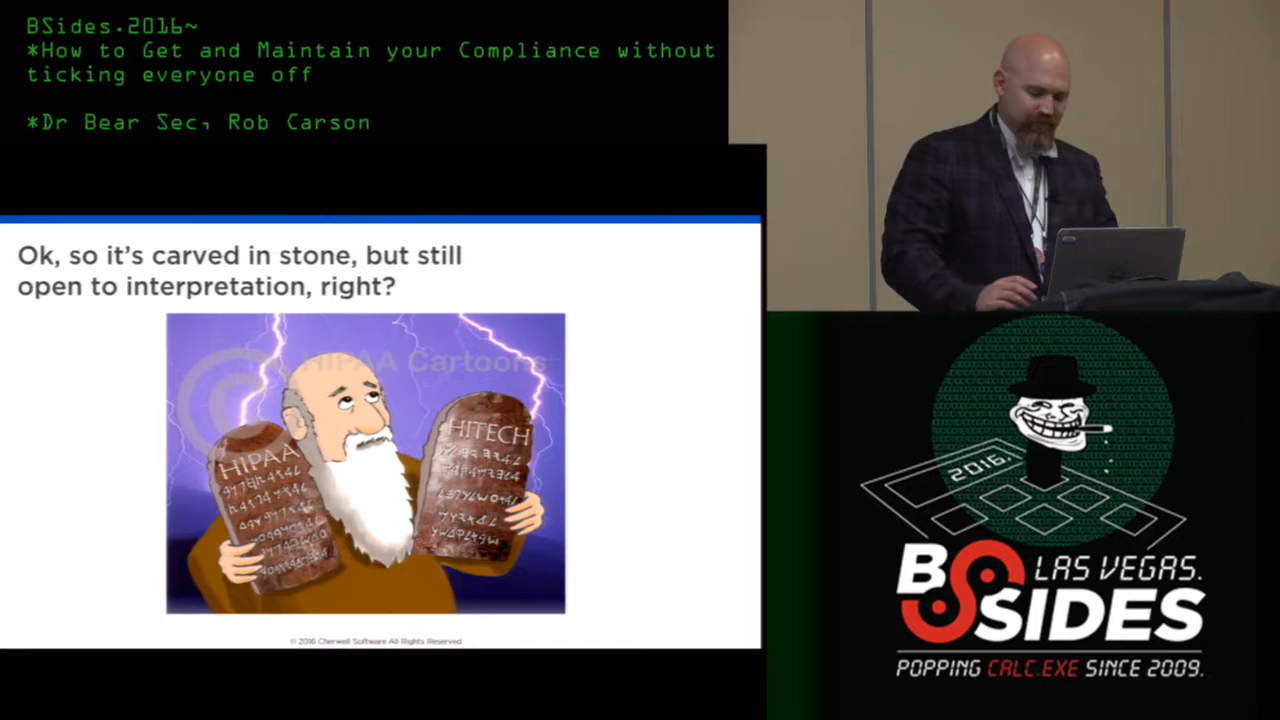 BSides.2016~
*How to Get and Maintain your Compliance without
ticking everyone off
*Dr Bear Sec, Rob Carson
Ok, so it's carved in stone, but still
open to interpretation, right?
HIPAA Cartoons
HIPAA
HITECH
© 2016 Cherwell Software All Rights Reserved
2016.
BSIDES
LAS VEGAS.
POPPING CALC.EXE SINCE 2009.